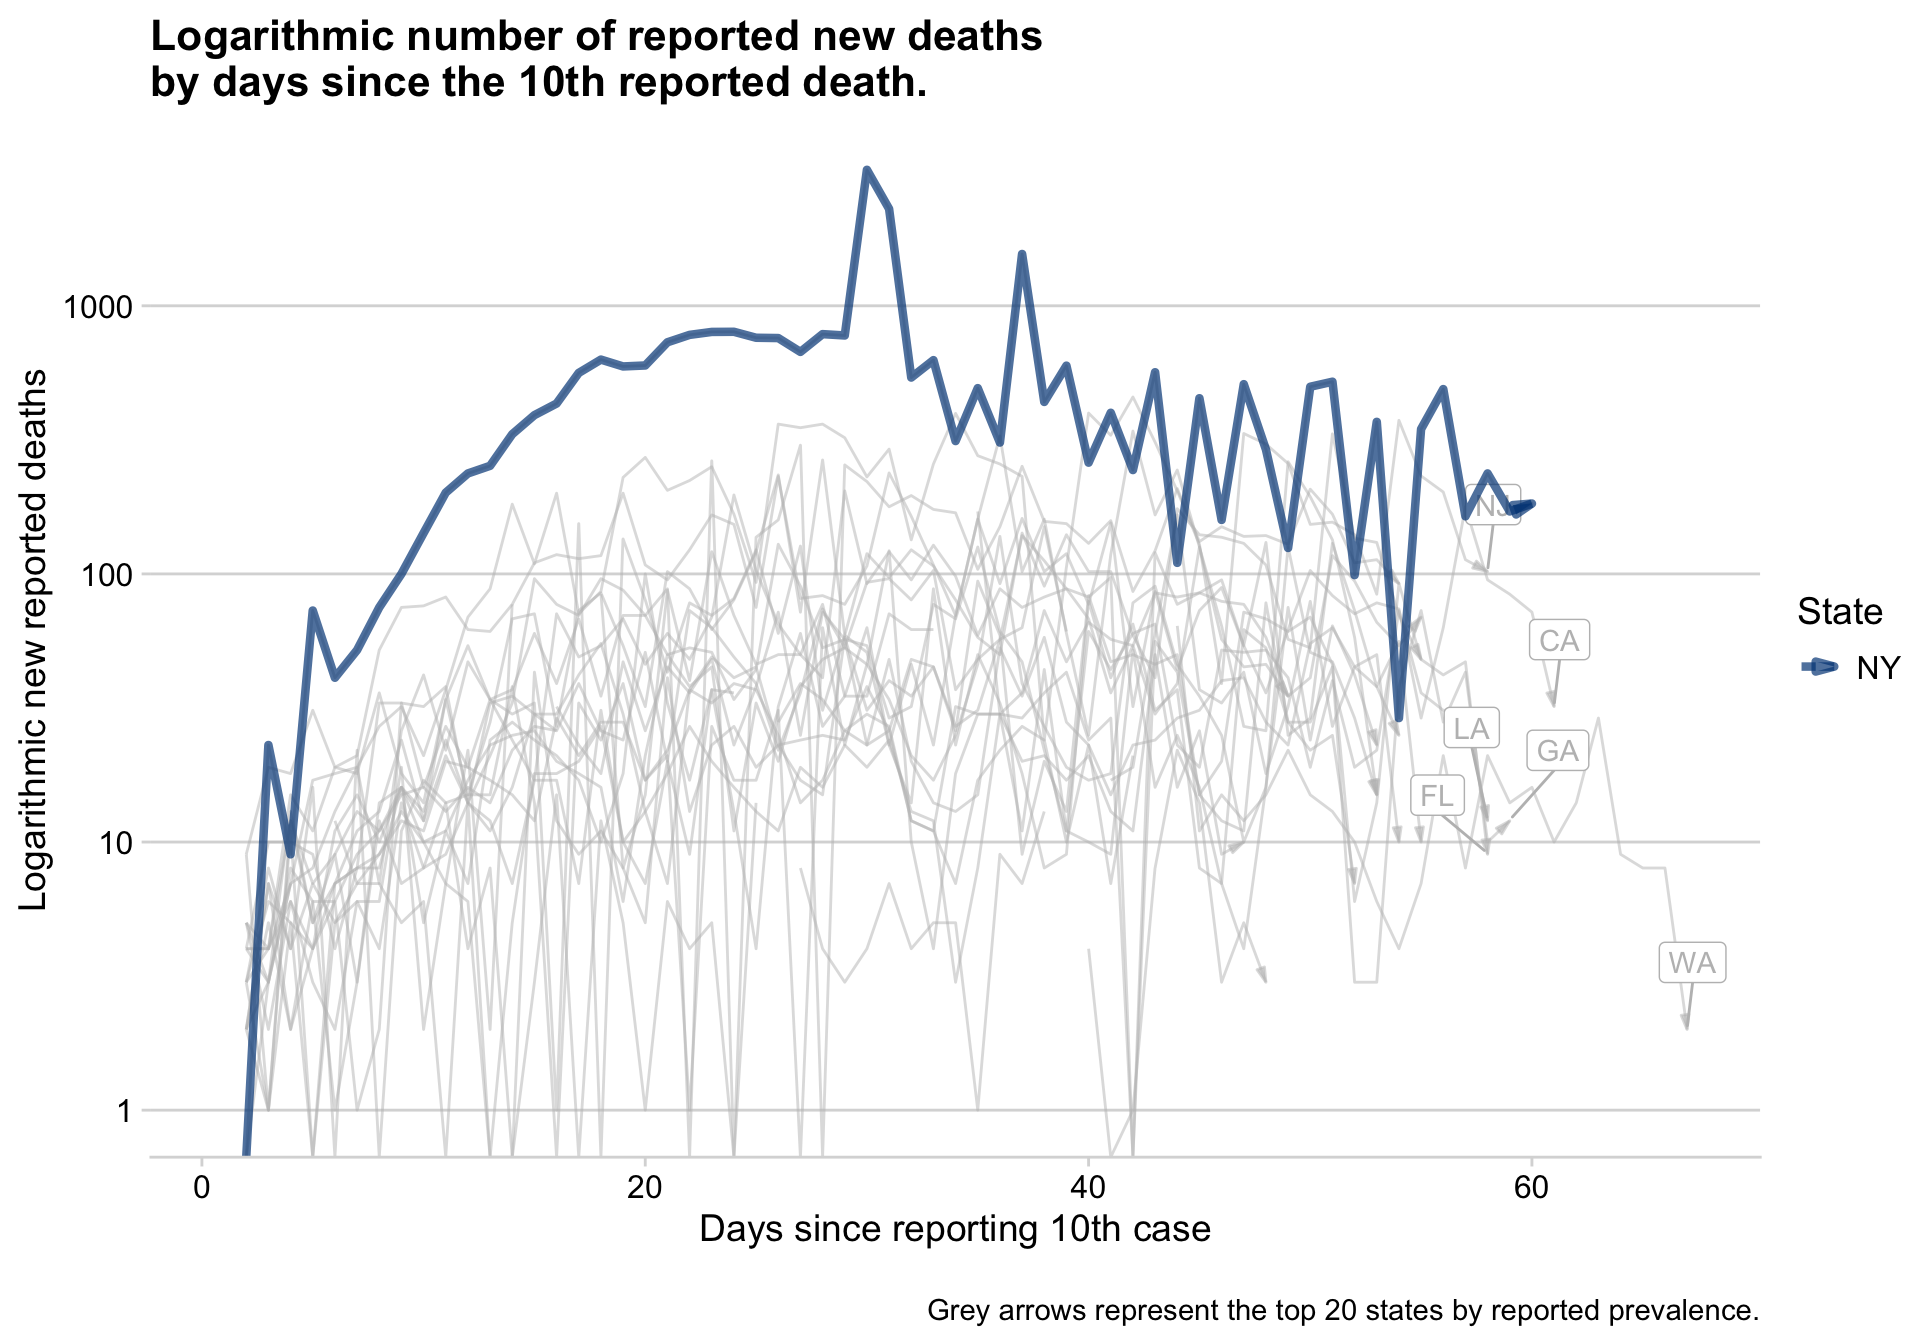 Logarithmic number of reported new deaths
by days since the 10th reported death.
Logarithmic new reported deaths
1000
100
10
1
NJ
CA
LA
GA
FL
WA
State
NY
0
20
40
60
Days since reporting 10th case
Grey arrows represent the top 20 states by reported prevalence.